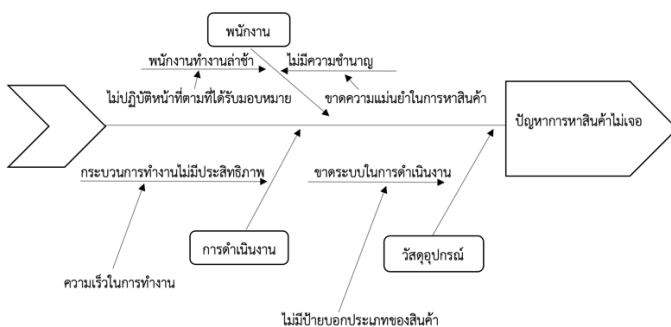 พนักงาน
พนักงานทำงานล่าช้า
ไม่มีความชำนาญ
ไม่ปฏิบัติหน้าที่ตามที่ได้รับมอบหมาย
ขาดความแม่นยำในการหาสินค้า
ปัญหาการหาสินค้าไม่เจอ
กระบวนการทำงานไม่มีประสิทธิภาพ
ขาดระบบในการดำเนินงาน
การดำเนินงาน
วัสดุอุปกรณ์
ความเร็วในการทำงาน
ไม่มีป้ายบอกประเภทของสินค้า